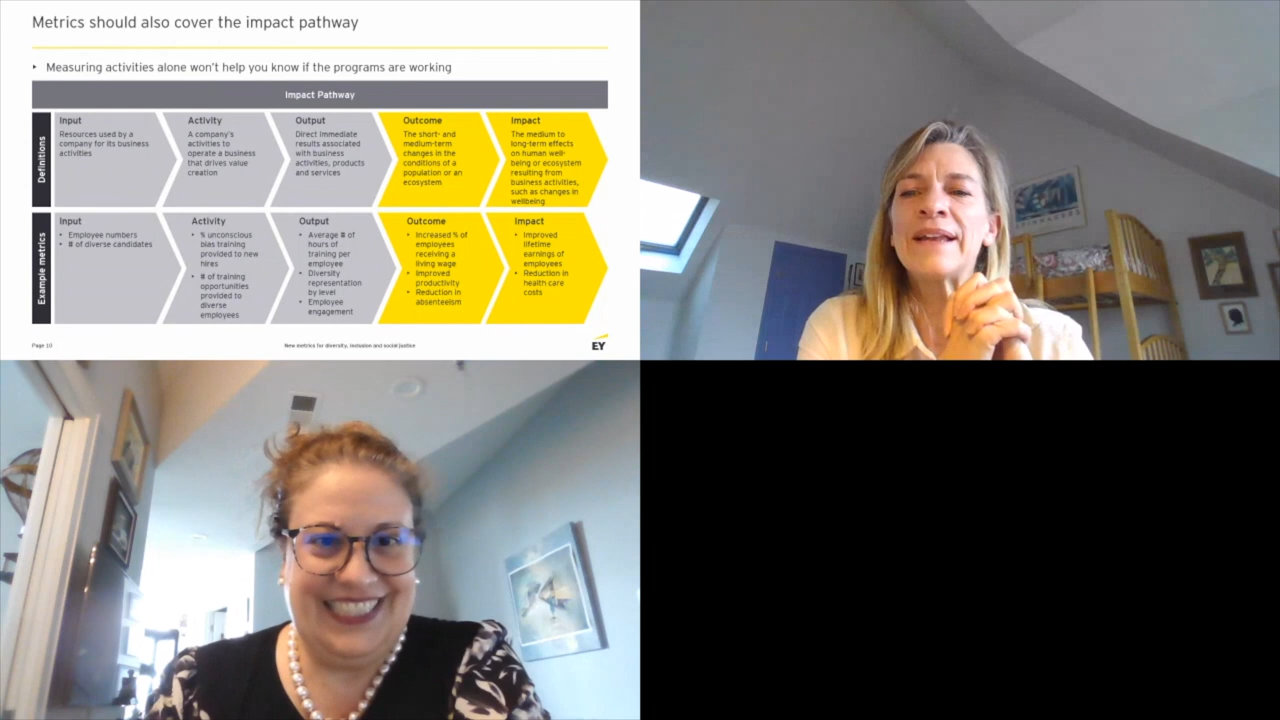 Metrics should also cover the impact pathway
‣ Measuring activities alone won't help you know if the programs are working
Impact Pathway
Definitions
Input
Resources used by a
company for its business
activities
Activity
A company's
activities to
operate a business
that drives value
creation
Output
Direct immediate
results associated
with business
activities, products
and services
Outcome
The short- and
medium-term
changes in the
conditions of a
population or an
ecosystem
Impact
The medium to
long-term effects
on human well-
being or ecosystem
resulting from
business activities,
such as changes in
wellbeing
Example metrics
Input
• Employee numbers
• # of diverse candidates
Activity
• % unconscious
bias training
provided to new
hires
• # of training
opportunities
provided to
diverse
employees
Output
• Average # of
hours of
training per
employee
• Diversity
representation
by level
• Employee
engagement
Outcome
• Increased % of
employees
receiving a
living wage
• Improved
productivity
• Reduction in
absenteeism
Impact
• Improved
lifetime
earnings of
employees
• Reduction in
health care
costs
Page 10
New metrics for diversity, inclusion and social justice
EY